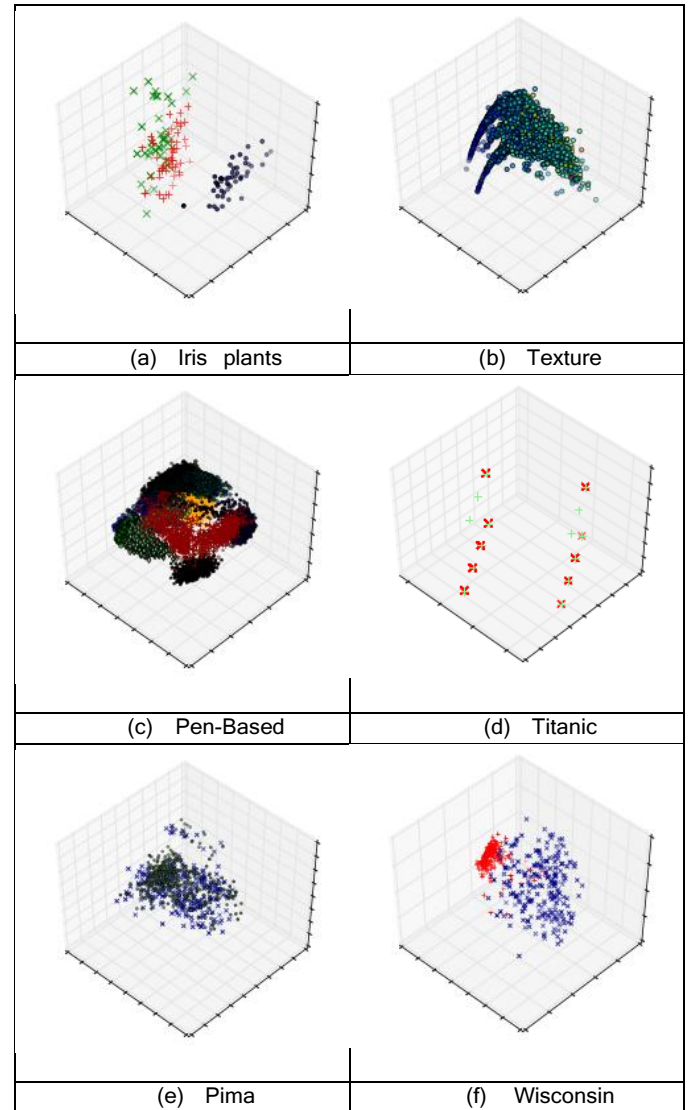 (a) Iris plants
(b) Texture
(c) Pen-Based
(d) Titanic
(e) Pima
(f) Wisconsin